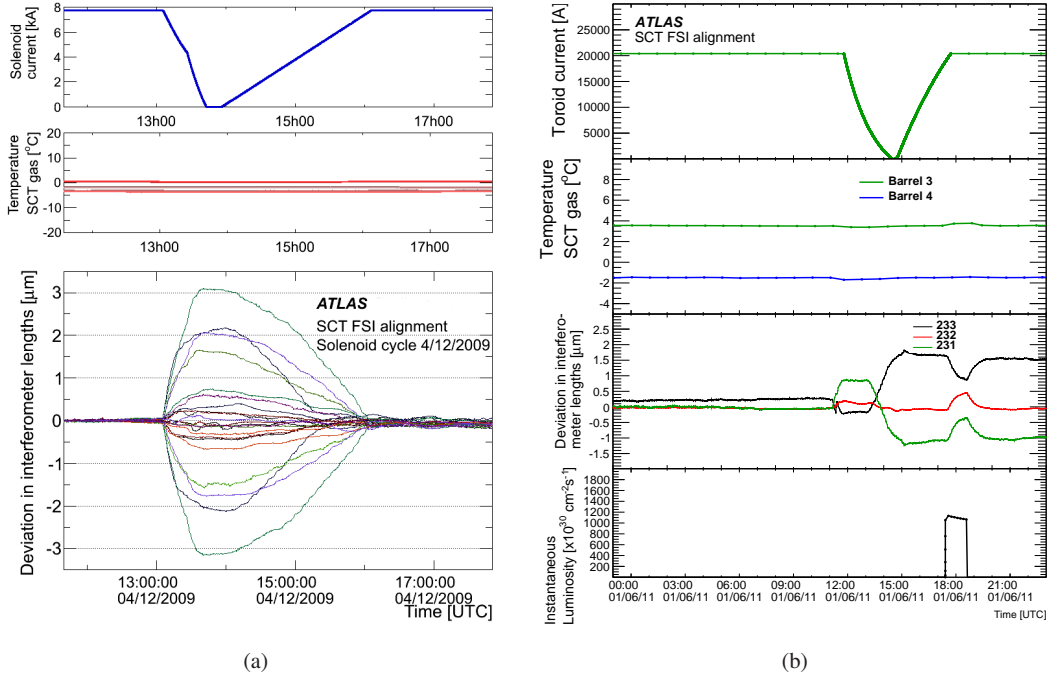 Solenoid
current [kA]
8
6
4
2
0
13h00
15h00
17h00
Temperature
SCT gas [°C]
20
10
0
-10
-20
13h00
15h00
17h00
Deviation in interferometer lengths [μm]
3
2
1
0
-1
-2
-3
ATLAS
SCT FSI alignment
Solenoid cycle 4/12/2009
13:00:00
04/12/2009
15:00:00
04/12/2009
17:00:00
04/12/2009
Time [UTC]
(a)
Toroid current [A]
25000
20000
15000
10000
5000
ATLAS
SCT FSI alignment
Temperature
SCT gas [°C]
8
6
4
2
0
-2
-4
Barrel 3
Barrel 4
Deviation in interfero-
meter lengths [μm]
2.5
2
1.5
1
0.5
0
-0.5
-1
-1.5
233
232
231
Instantaneous
Luminosity [x10³⁰ cm⁻²s⁻¹]
1800
1600
1400
1200
1000
800
600
400
200
00:00 03:00 06:00 09:00 12:00 15:00 18:00 21:00
01/06/11 01/06/11 01/06/11 01/06/11 01/06/11 01/06/11 01/06/11 01/06/11
Time [UTC]
(b)